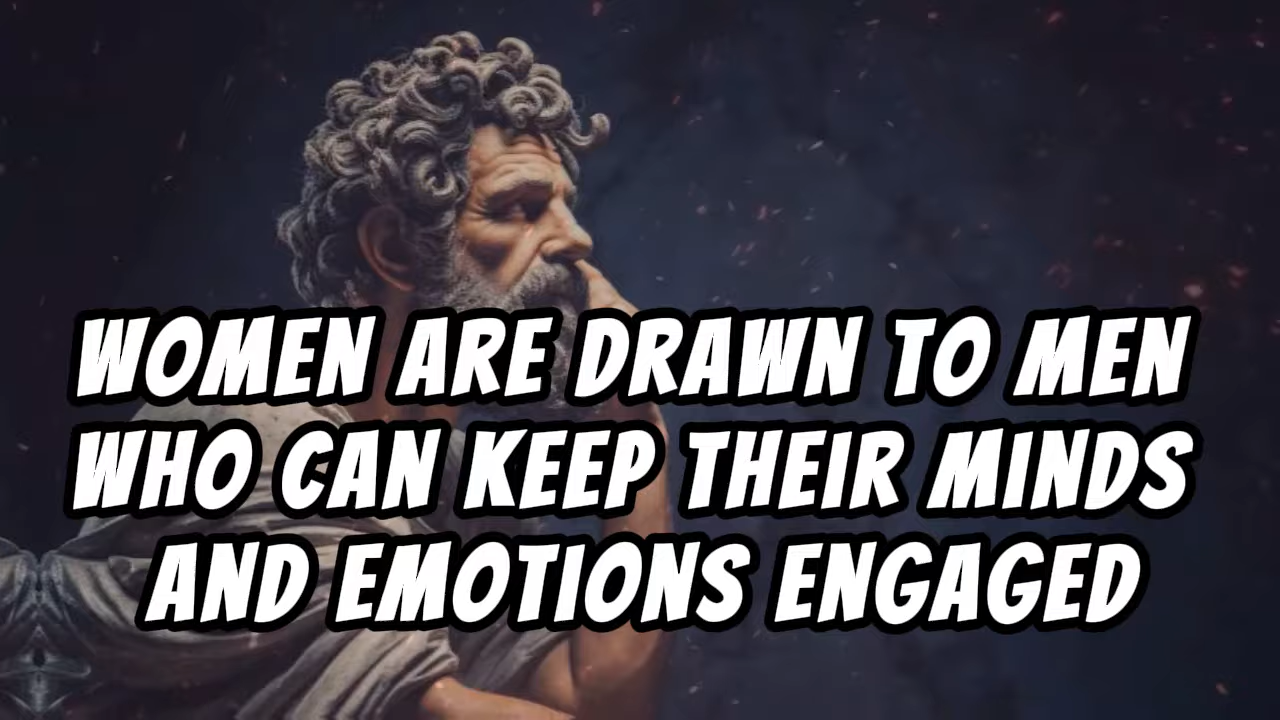 WOMEN ARE DRAWN TO MEN
WHO CAN KEEP THEIR MINDS
AND EMOTIONS ENGAGED